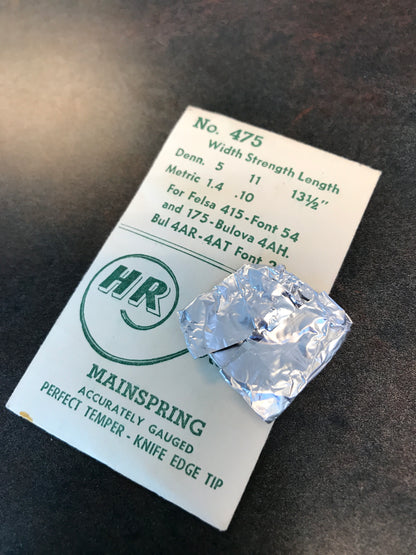 No. 475
Width Strength Length
Denn. 5 11 13½"
Metric 1.4 .10
For Felsa 415-Font 54
and 175-Bulova 4AH.
Bul 4AR-4AT Font
HR
MAINSPRING
ACCURATELY GAUGED
PERFECT TEMPER - KNIFE EDGE TIP